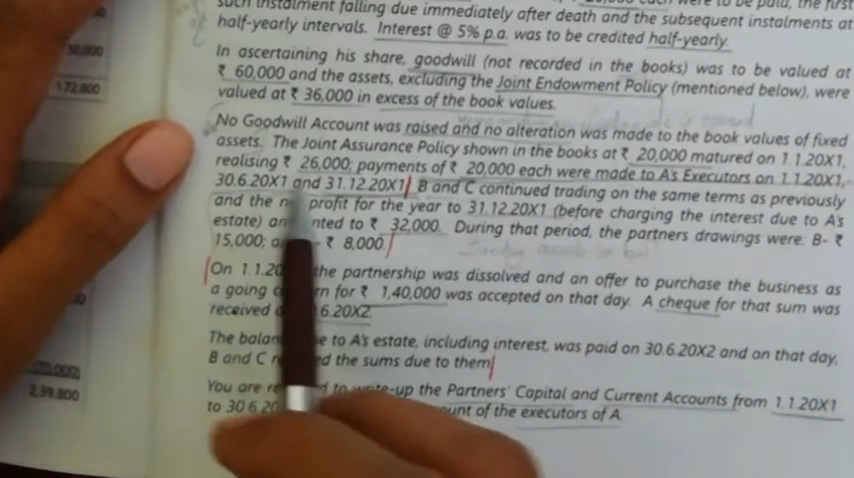 such instalment falling due immediately after death and the subsequent instalments at
half-yearly intervals. Interest @ 5% p.a. was to be credited half-yearly.
In ascertaining his share, goodwill (not recorded in the books) was to be valued at
₹ 60,000 and the assets, excluding the Joint Endowment Policy (mentioned below), were
valued at ₹ 36,000 in excess of the book values.
No Goodwill Account was raised and no alteration was made to the book values of fixed
assets. The Joint Assurance Policy shown in the books at ₹ 20,000 matured on 1.1.20X1,
realising ₹ 26,000; payments of ₹ 20,000 each were made to A's Executors on 1.1.20X1,
30.6.20X1 and 31.12.20X1. B and C continued trading on the same terms as previously
and the profit for the year to 31.12.20X1 (before charging the interest due to A's
estate) to ₹ 32,000. During that period, the partners drawings were: B- ₹
15,000; ₹ 8,000.
On the partnership was dissolved and an offer to purchase the business as
a going for ₹ 1,40,000 was accepted on that day. A cheque for that sum was
received 6.20X2.
The to A's estate, including interest, was paid on 30.6.20X2 and on that day,
B and C the sums due to them
You are to write-up the Partners' Capital and Current Accounts from 1.1.20X1
to of the executors of A.
50,000
1,72,800
2,39,800